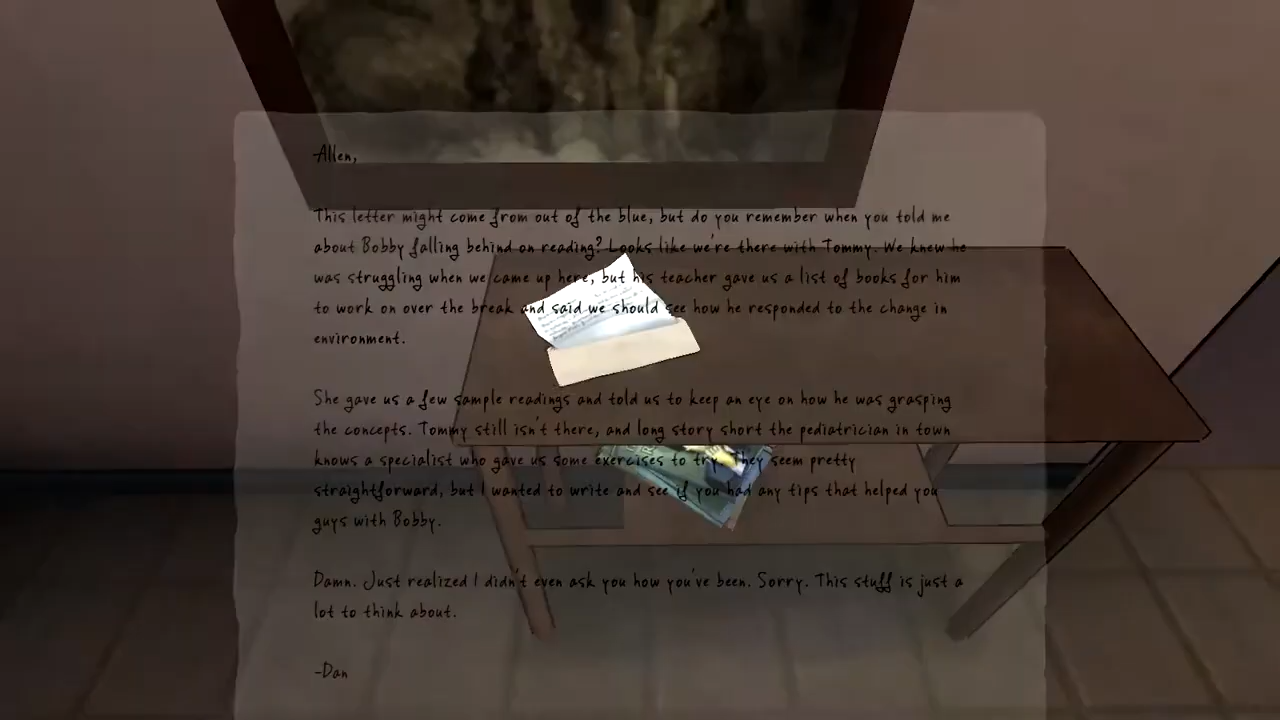 Allen,
This letter might come from out of the blue, but do you remember when you told me
about Bobby falling behind on reading? Looks like we're there with Tommy. We knew he
was struggling when we came up here, but his teacher gave us a list of books for him
to work on over the break and said we should see how he responded to the change in
environment.
She gave us a few sample readings and told us to keep an eye on how he was grasping
the concepts. Tommy still isn't there, and long story short the pediatrician in town
knows a specialist who gave us some exercises to try. They seem pretty
straightforward, but I wanted to write and see if you had any tips that helped you
guys with Bobby.
Damn. Just realized I didn't even ask you how you've been. Sorry. This stuff is just a
lot to think about.
-Dan